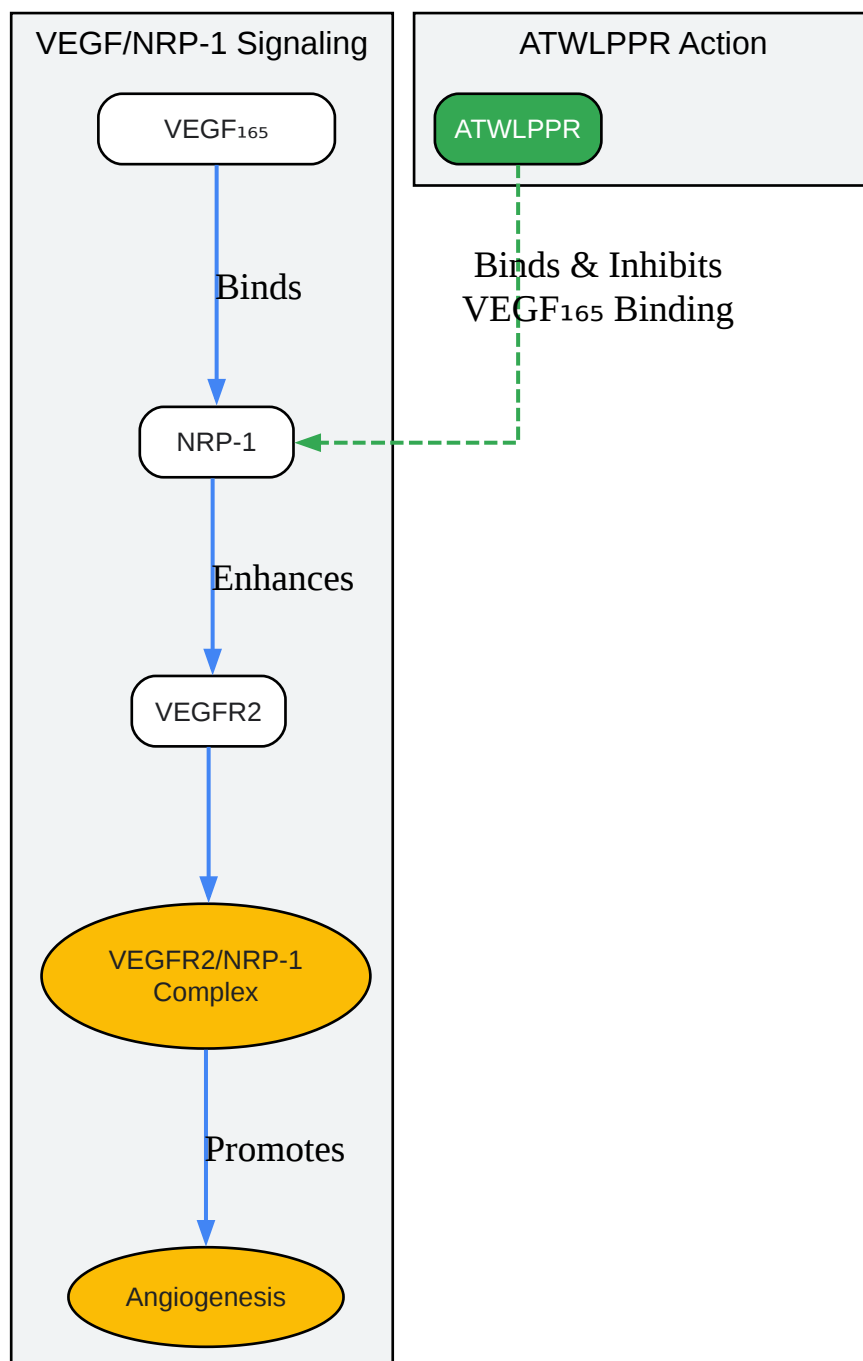 VEGF/NRP-1 Signaling
ATWLPPR Action
VEGF₁₆₅
ATWLPPR
Binds
Binds & Inhibits
VEGF₁₆₅ Binding
NRP-1
Enhances
VEGFR2
VEGFR2/NRP-1
Complex
Promotes
Angiogenesis